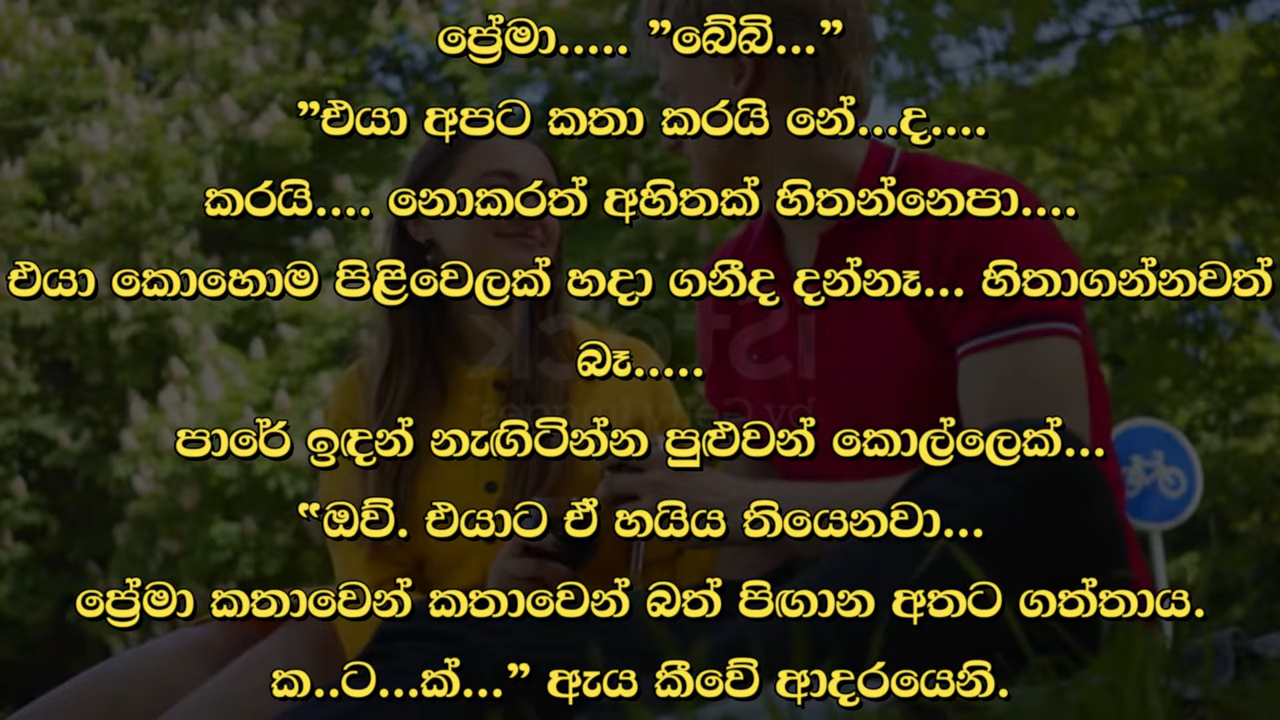 ප්‍රේමා..... ”බේබි...”
”එයා අපට කතා කරයි නේ...ද....
කරයි.... නොකරත් අහිතක් හිතන්නෙපා....
එයා කොහොම පිළිවෙලක් හදා ගනීද දන්නෑ... හිතාගන්නවත්
බෑ.....
පාරේ ඉඳන් නැඟිටින්න පුළුවන් කොල්ලෙක්...
“ඔව්. එයාට ඒ හයිය තියෙනවා...
ප්‍රේමා කතාවෙන් කතාවෙන් බත් පිඟාන අතට ගත්තාය.
ක..ට...ක්...” ඇය කීවේ ආදරයෙනි.